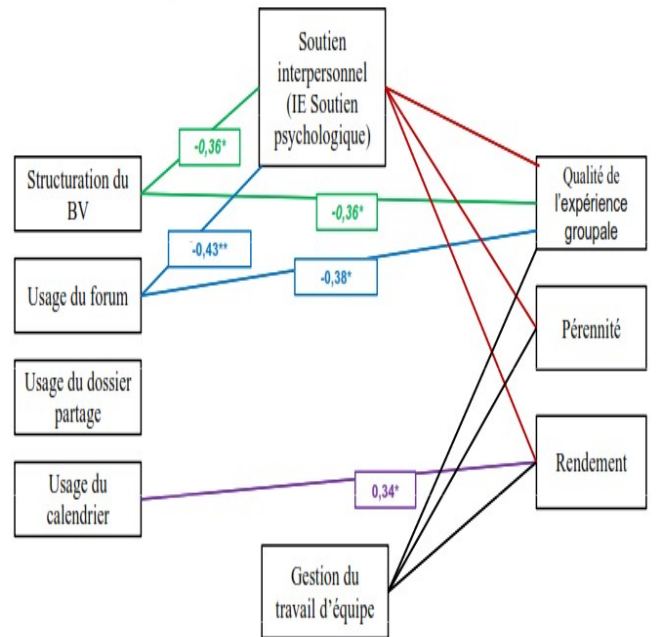 Soutien
interpersonnel
(IE Soutien
psychologique)
-0,36*
Structuration du
BV
Qualité de
l'expérience
groupale
-0,36*
-0,43**
Usage du forum
-0,38*
Pérennité
Usage du dossier
partage
Usage du
calendrier
0,34*
Rendement
Gestion du
travail d'équipe